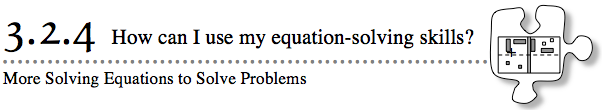 3.2.4 How can I use my equation-solving skills?
More Solving Equations to Solve Problems